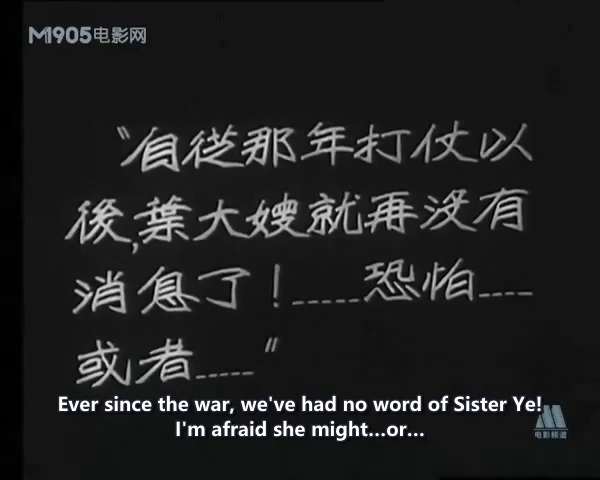 M1905电影网
“自從那年打仗以
後,葉大嫂就再没有
消息了！.....恐怕....
或者.....”
Ever since the war, we've had no word of Sister Ye!
I'm afraid she might...or...
电影频道